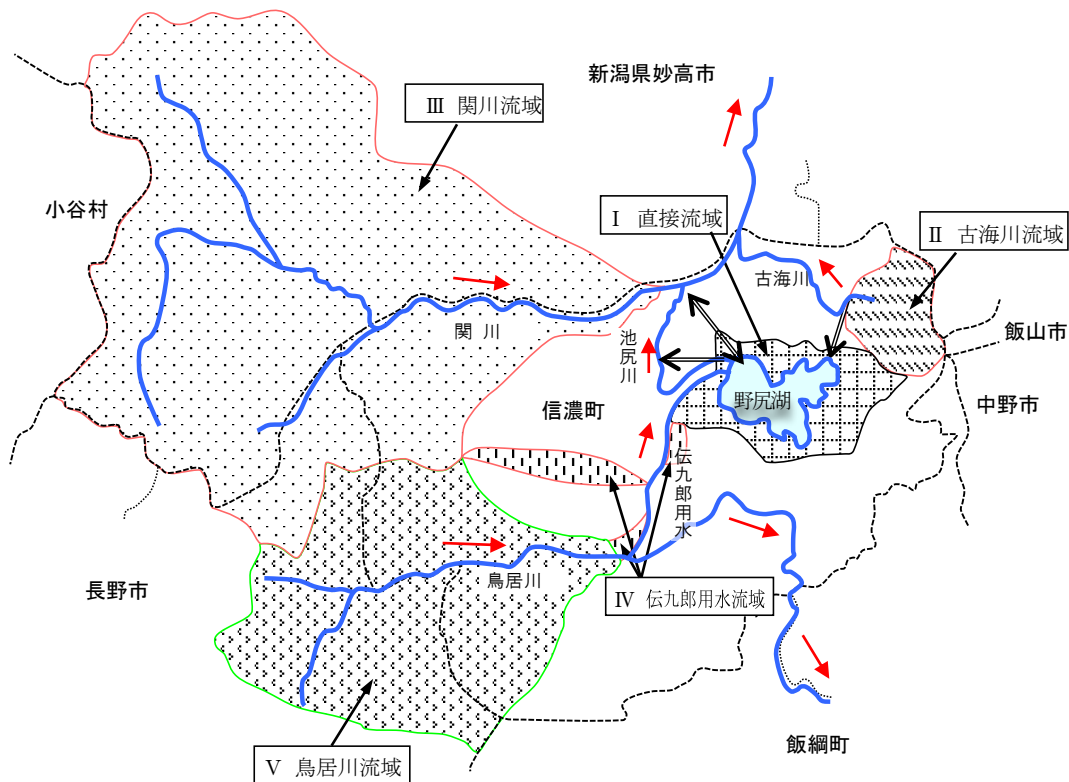 新潟県妙高市
Ⅲ 関川流域
小谷村
Ⅰ 直接流域
Ⅱ 古海川流域
古海川
飯山市
関川
池尻川
野尻湖
中野市
信濃町
伝九郎用水
鳥居川
長野市
Ⅳ 伝九郎用水流域
飯綱町
Ⅴ 鳥居川流域